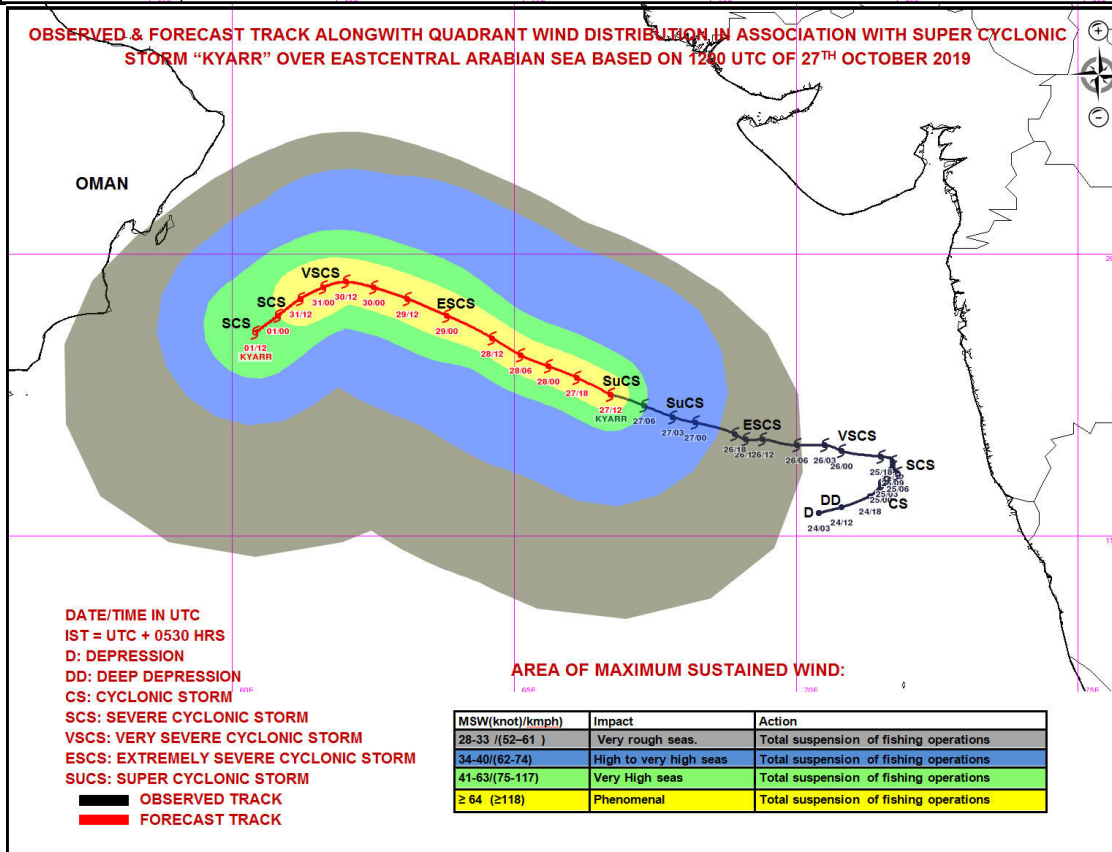 OBSERVED & FORECAST TRACK ALONGWITH QUADRANT WIND DISTRIBUTION IN ASSOCIATION WITH SUPER CYCLONIC
STORM “KYARR” OVER EASTCENTRAL ARABIAN SEA BASED ON 1200 UTC OF 27TH OCTOBER 2019
OMAN
VSCS
SCS
SCS
ESCS
31/00
30/12
30/00
31/12
29/12
01/00
29/00
01/12
KYARR
28/12
28/06
28/00
27/18
SuCS
27/12
KYARR
27/06
SuCS
27/03
27/00
ESCS
26/18
26/12
26/06
VSCS
26/03
26/00
SCS
25/18
25/06
25/03
CS
24/18
DD
24/12
D
24/03
60E
65E
70E
75E
DATE/TIME IN UTC
IST = UTC + 0530 HRS
D: DEPRESSION
DD: DEEP DEPRESSION
CS: CYCLONIC STORM
SCS: SEVERE CYCLONIC STORM
VSCS: VERY SEVERE CYCLONIC STORM
ESCS: EXTREMELY SEVERE CYCLONIC STORM
SUCS: SUPER CYCLONIC STORM
OBSERVED TRACK
FORECAST TRACK
AREA OF MAXIMUM SUSTAINED WIND:
MSW(knot)/kmph) Impact Action
28-33 /(52–61 ) Very rough seas. Total suspension of fishing operations
34-40/(62-74) High to very high seas Total suspension of fishing operations
41-63/(75-117) Very High seas Total suspension of fishing operations
≥ 64 (≥118) Phenomenal Total suspension of fishing operations